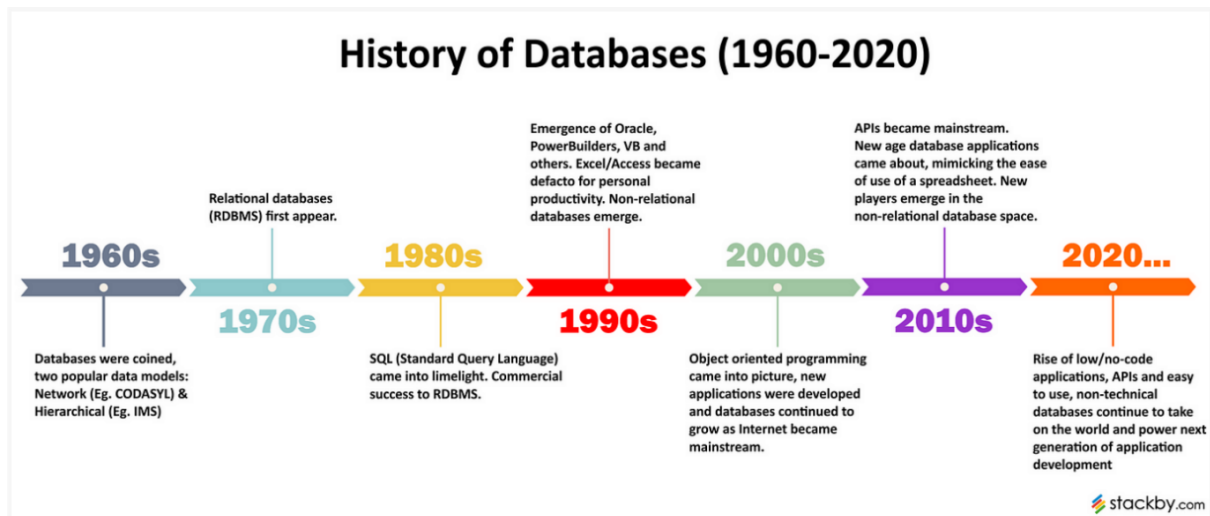 History of Databases (1960-2020)
1960s
Databases were coined,
two popular data models:
Network (Eg. CODASYL) &
Hierarchical (Eg. IMS)
Relational databases
(RDBMS) first appear.
1970s
1980s
SQL (Standard Query Language)
came into limelight. Commercial
success to RDBMS.
Emergence of Oracle,
PowerBuilders, VB and
others. Excel/Access became
defacto for personal
productivity. Non-relational
databases emerge.
1990s
2000s
Object oriented programming
came into picture, new
applications were developed
and databases continued to
grow as Internet became
mainstream.
APIs became mainstream.
New age database applications
came about, mimicking the ease
of use of a spreadsheet. New
players emerge in the
non-relational database space.
2010s
2020...
Rise of low/no-code
applications, APIs and easy
to use, non-technical
databases continue to take
on the world and power next
generation of application
development
stackby.com